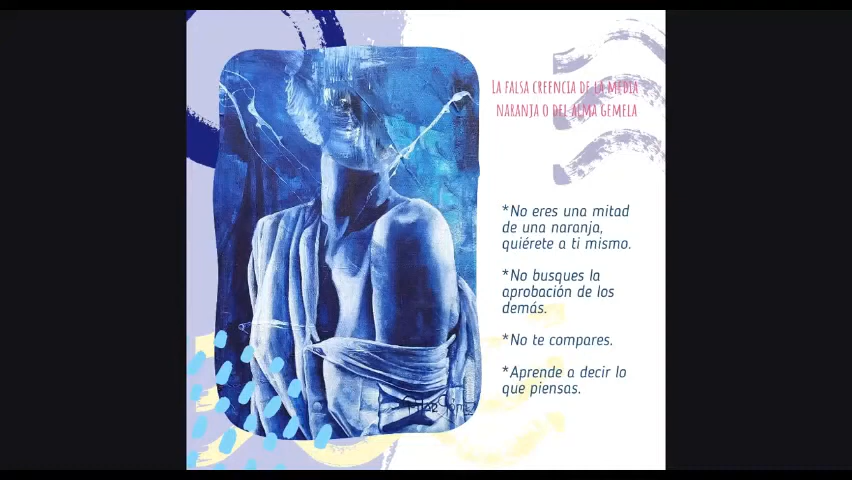 La falsa creencia de la media
naranja o del alma gemela
*No eres una mitad
de una naranja,
quiérete a ti mismo.
*No busques la
aprobación de los
demás.
*No te compares.
*Aprende a decir lo
que piensas.